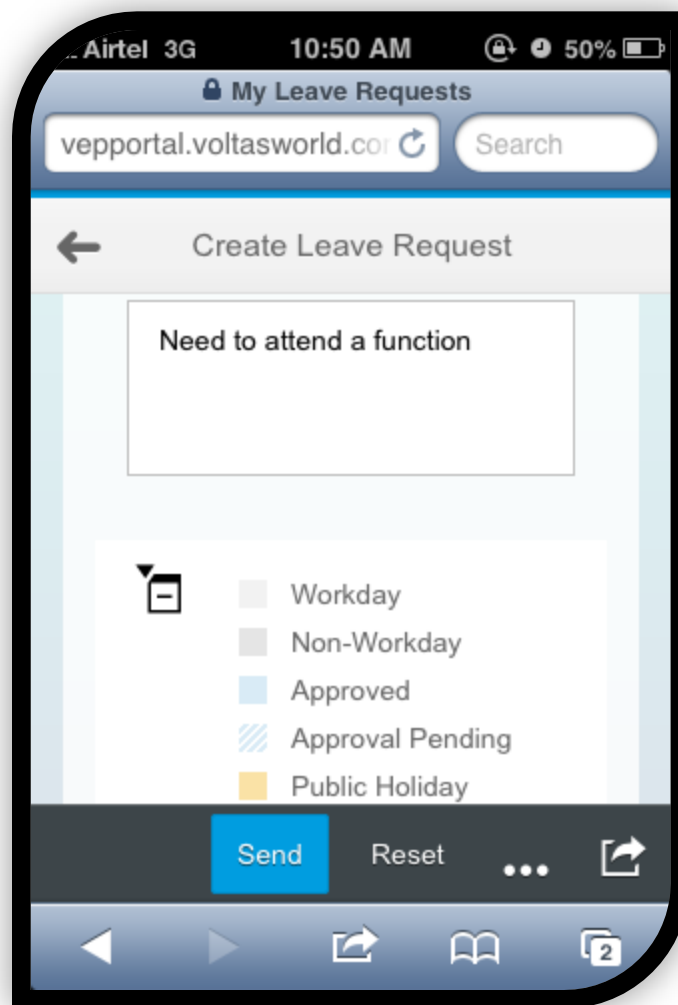 Airtel 3G 10:50 AM 50%
My Leave Requests
vepportal.voltasworld.cor Search
Create Leave Request
Need to attend a function
Workday
Non-Workday
Approved
Approval Pending
Public Holiday
Send Reset ...
2